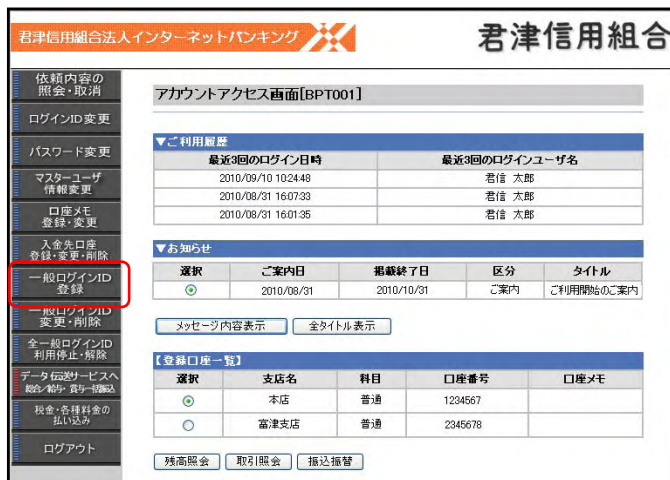 君津信用組合法人インターネットバンキング
君津信用組合
依頼内容の
照会・取消
ログインID変更
パスワード変更
マスターユーザ
情報変更
口座メモ
登録・変更
入金先口座
登録・変更・削除
一般ログインID
登録
一般ログインID
変更・削除
全一般ログインID
利用停止・解除
データ伝送サービスへ
総合/給与・賞与・一括振込
税金・各種料金の
払い込み
ログアウト
アカウントアクセス画面[BPT001]
▼ご利用履歴
最近3回のログイン日時 最近3回のログインユーザ名
2010/09/10 10:24:48 君信 太郎
2010/08/31 16:07:33 君信 太郎
2010/08/31 16:01:35 君信 太郎
▼お知らせ
選択 ご案内日 掲載終了日 区分 タイトル
2010/08/31 2010/10/31 ご案内 ご利用開始のご案内
メッセージ内容表示 全タイトル表示
【登録口座一覧】
選択 支店名 科目 口座番号 口座メモ
本店 普通 1234567
富津支店 普通 2345678
残高照会 取引照会 振込振替